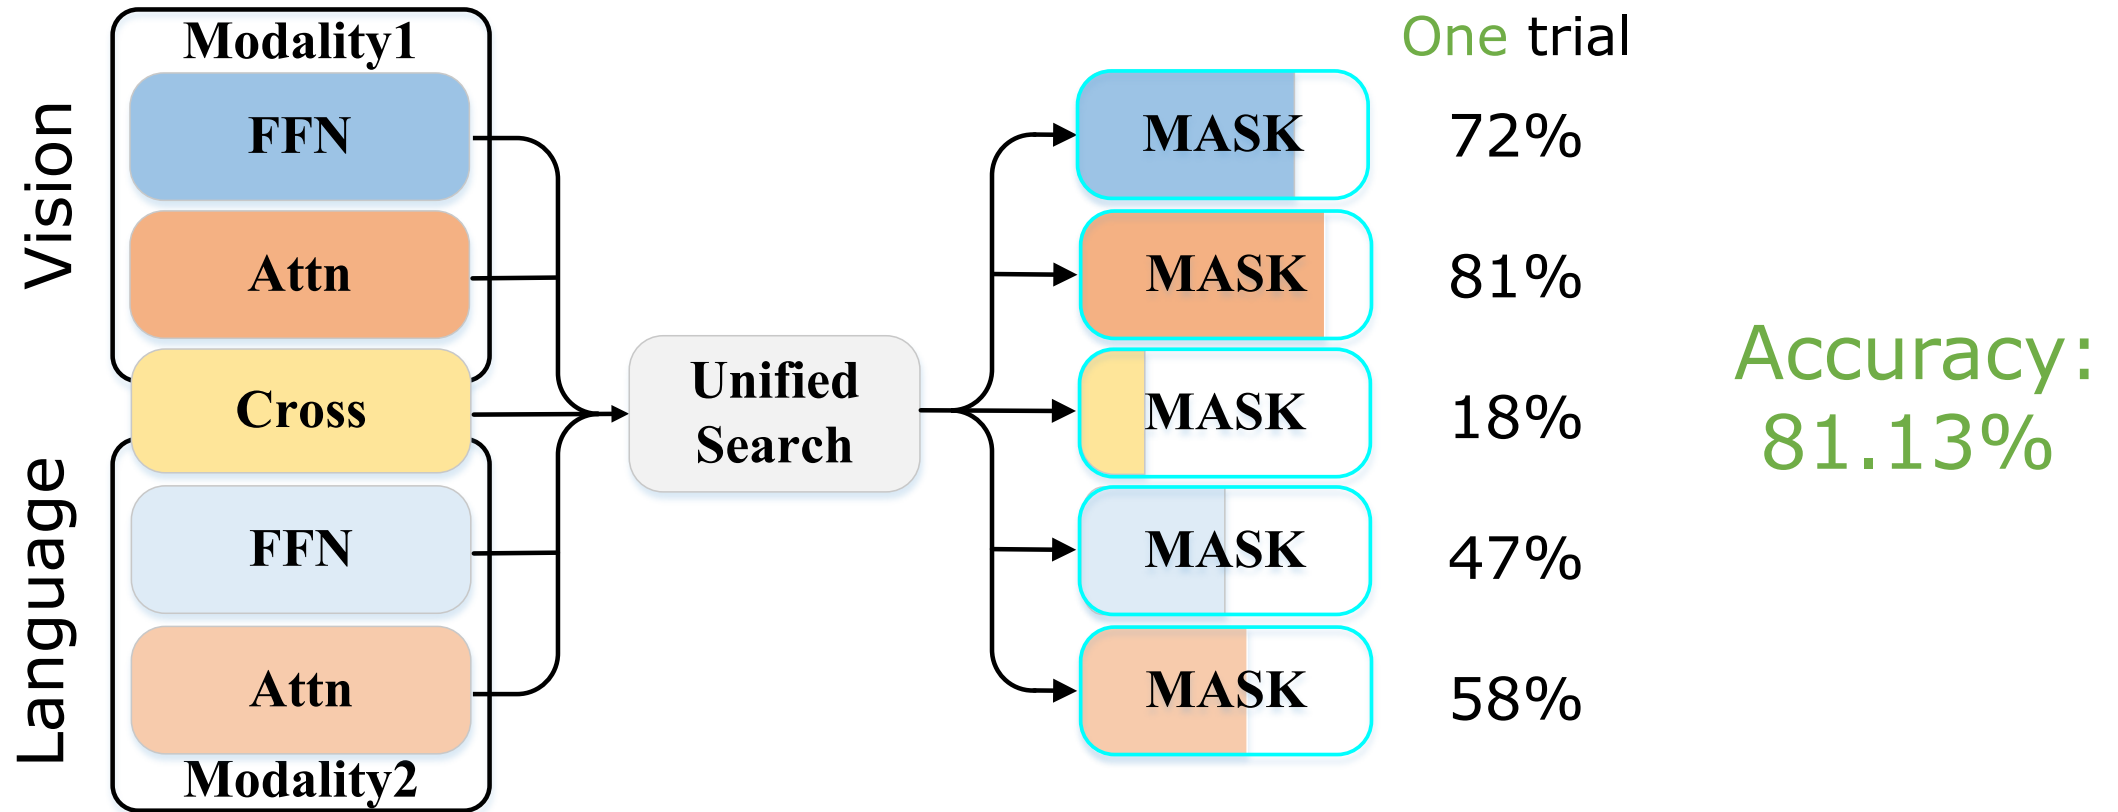 Vision
Language
Modality1
FFN
Attn
Cross
FFN
Attn
Modality2
Unified
Search
One trial
MASK 72%
MASK 81%
MASK 18%
MASK 47%
MASK 58%
Accuracy:
81.13%